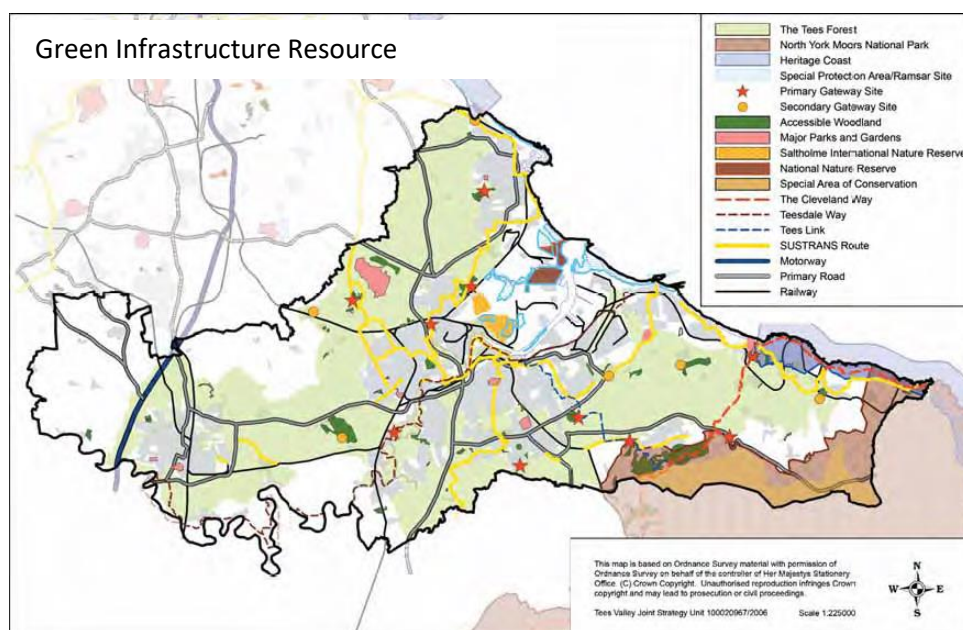 Green Infrastructure Resource
The Tees Forest
North York Moors National Park
Heritage Coast
Special Protection Area/Ramsar Site
Primary Gateway Site
Secondary Gateway Site
Accessible Woodland
Major Parks and Gardens
Saltholme International Nature Reserve
National Nature Reserve
Special Area of Conservation
The Cleveland Way
Teesdale Way
Tees Link
SUSTRANS Route
Motorway
Primary Road
Railway
This map is based on Ordnance Survey material with permission of
Ordnance Survey on behalf of the controller of Her Majestys Stationery
Office. (C) Crown Copyright. Unauthorised reproduction infringes Crown
copyright and may lead to prosecution or civil proceedings.
Tees Valley Joint Strategy Unit 100020967/2006 Scale 1:225000
N
W E
S